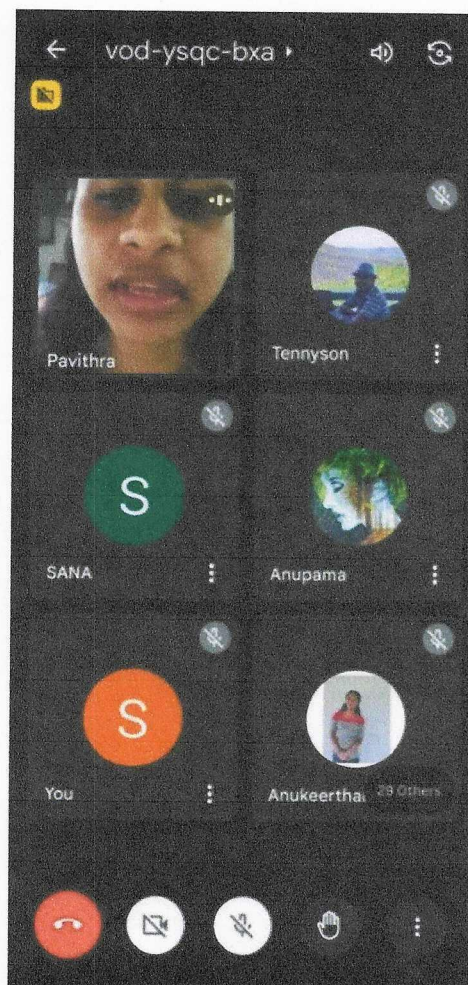 vod-ysqc-bxa
Pavithra
Tennyson
S
SANA
Anupama
S
You
Anukeertha
29 Others